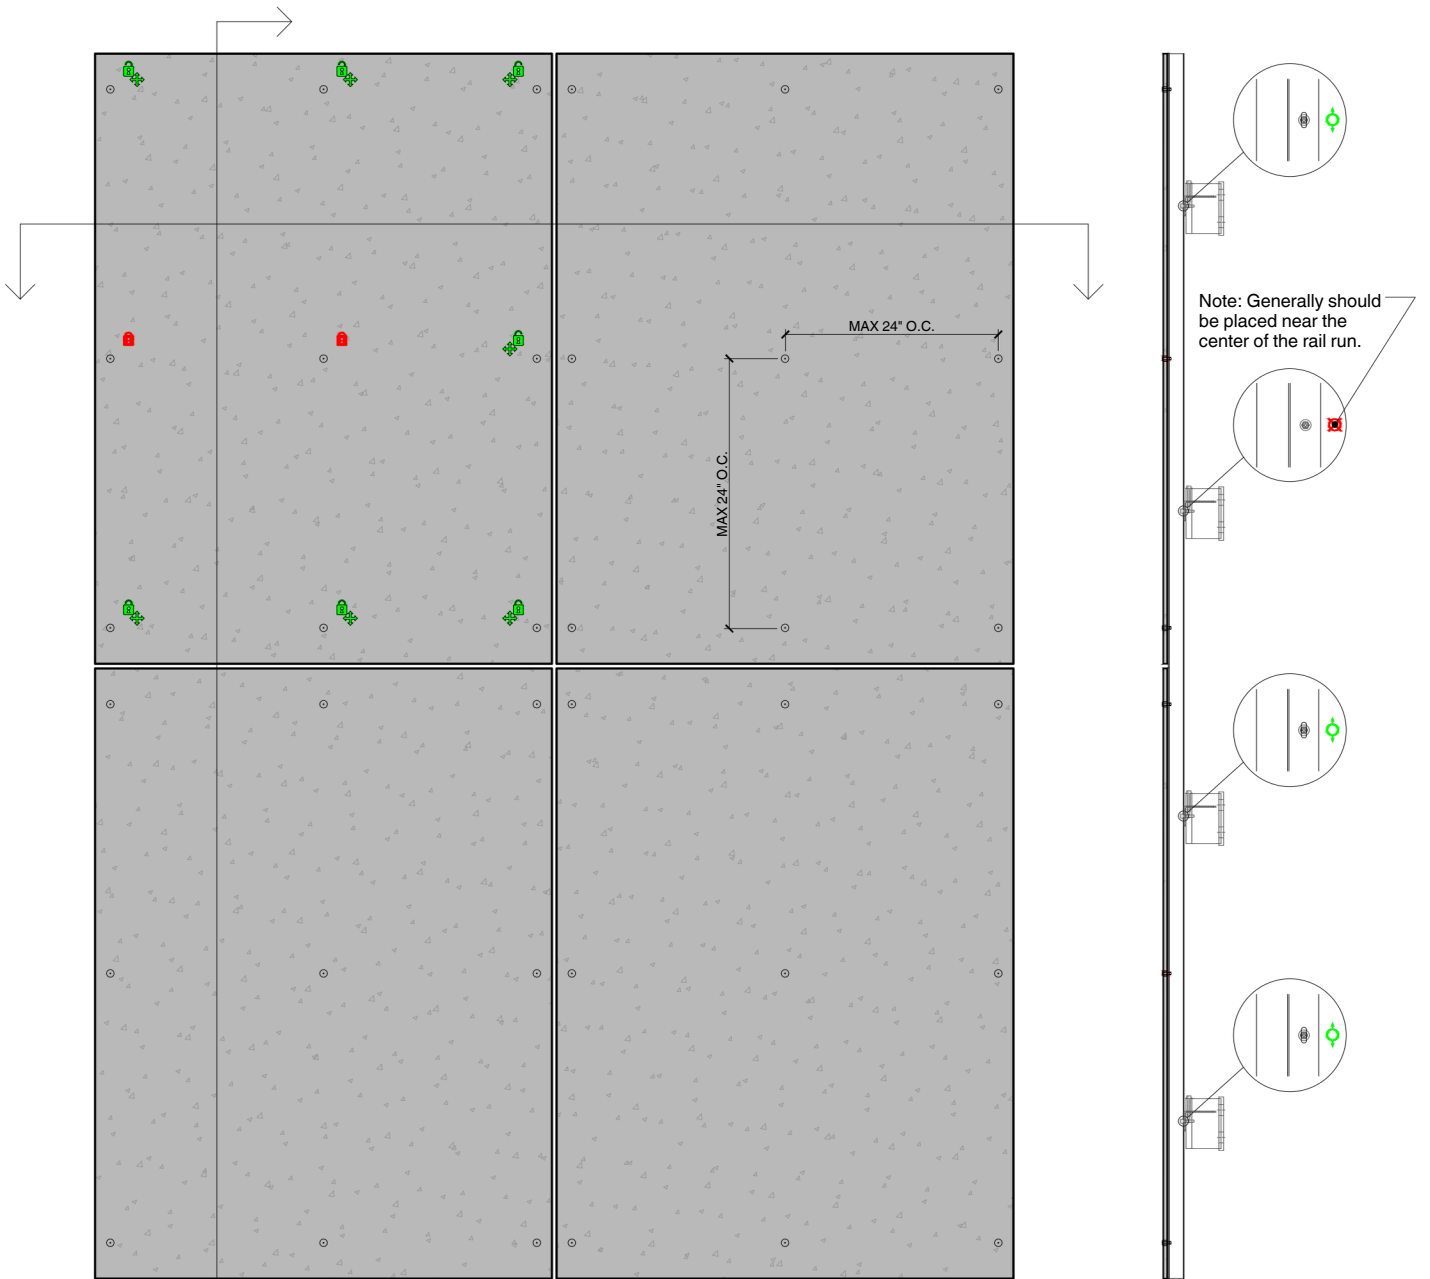 MAX 24" O.C.
MAX 24" O.C.
Note: Generally should
be placed near the
center of the rail run.